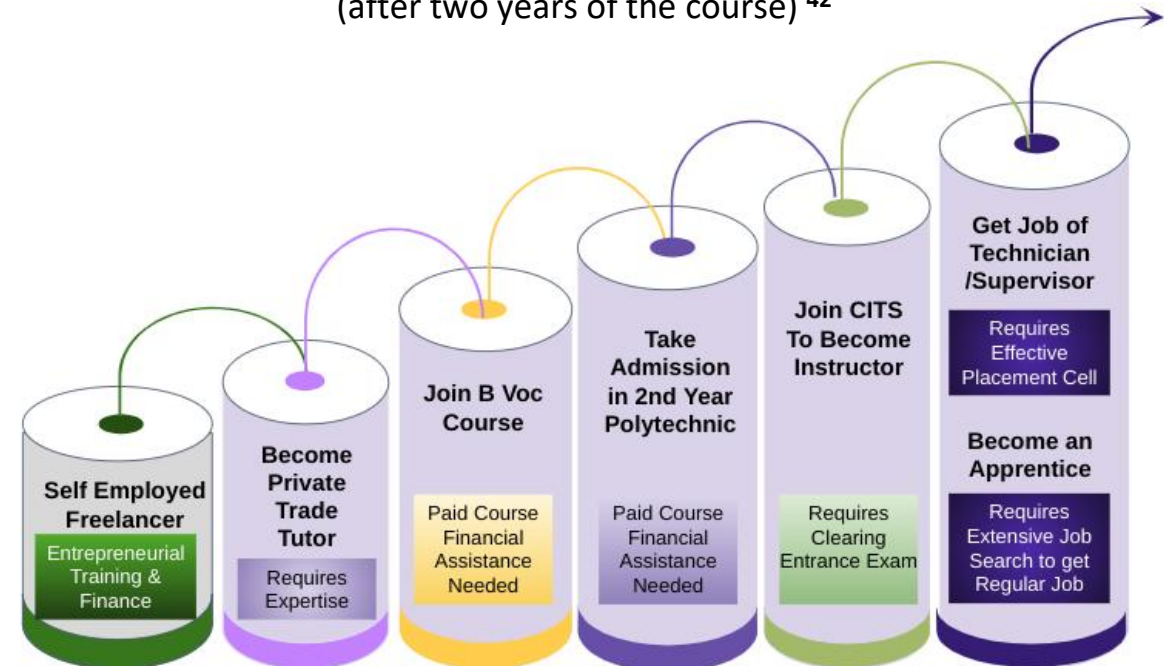 (after two years of the course) 42
Self Employed
Freelancer
Entrepreneurial
Training &
Finance
Become
Private
Trade
Tutor
Requires
Expertise
Join B Voc
Course
Paid Course
Financial
Assistance
Needed
Take
Admission
in 2nd Year
Polytechnic
Paid Course
Financial
Assistance
Needed
Join CITS
To Become
Instructor
Requires
Clearing
Entrance Exam
Get Job of
Technician
/Supervisor
Requires
Effective
Placement Cell
Become an
Apprentice
Requires
Extensive Job
Search to get
Regular Job